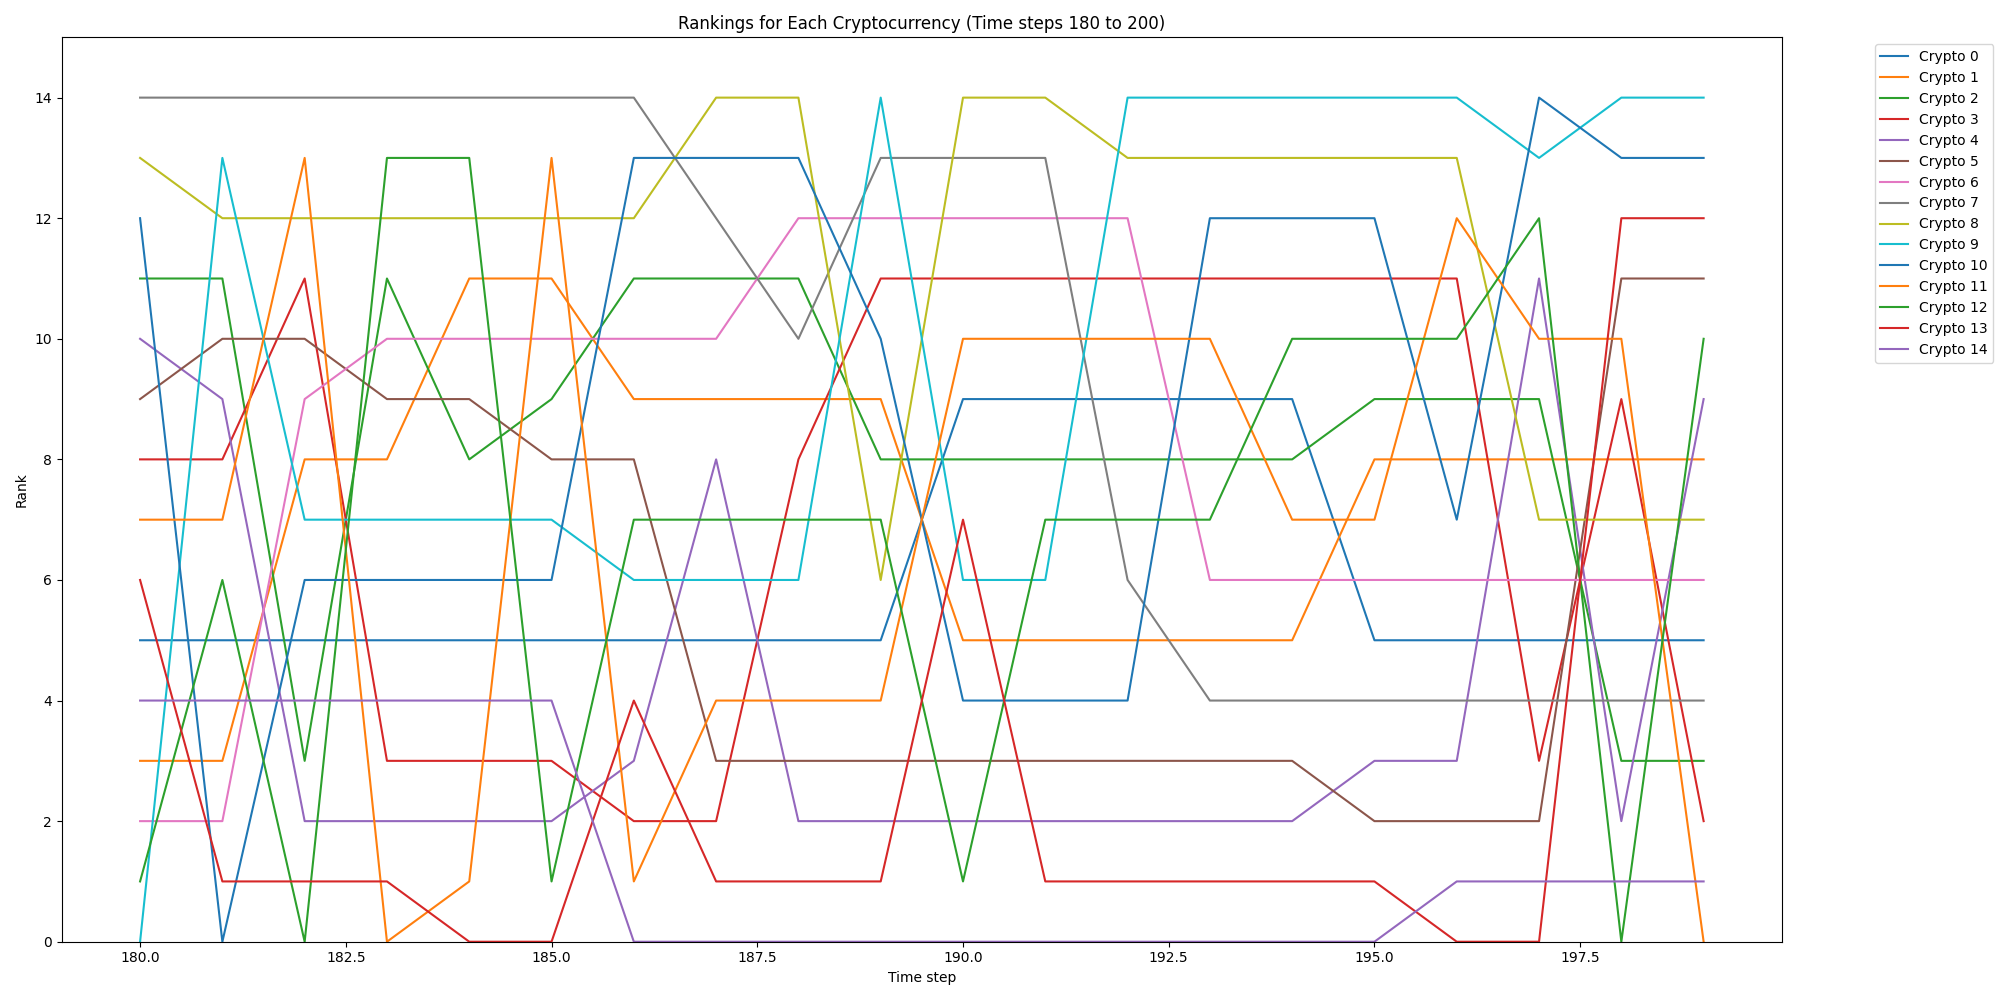 Rankings for Each Cryptocurrency (Time steps 180 to 200)
Rank
14
12
10
8
6
4
2
0
180.0
182.5
185.0
187.5
190.0
192.5
195.0
197.5
Time step
Crypto 0
Crypto 1
Crypto 2
Crypto 3
Crypto 4
Crypto 5
Crypto 6
Crypto 7
Crypto 8
Crypto 9
Crypto 10
Crypto 11
Crypto 12
Crypto 13
Crypto 14